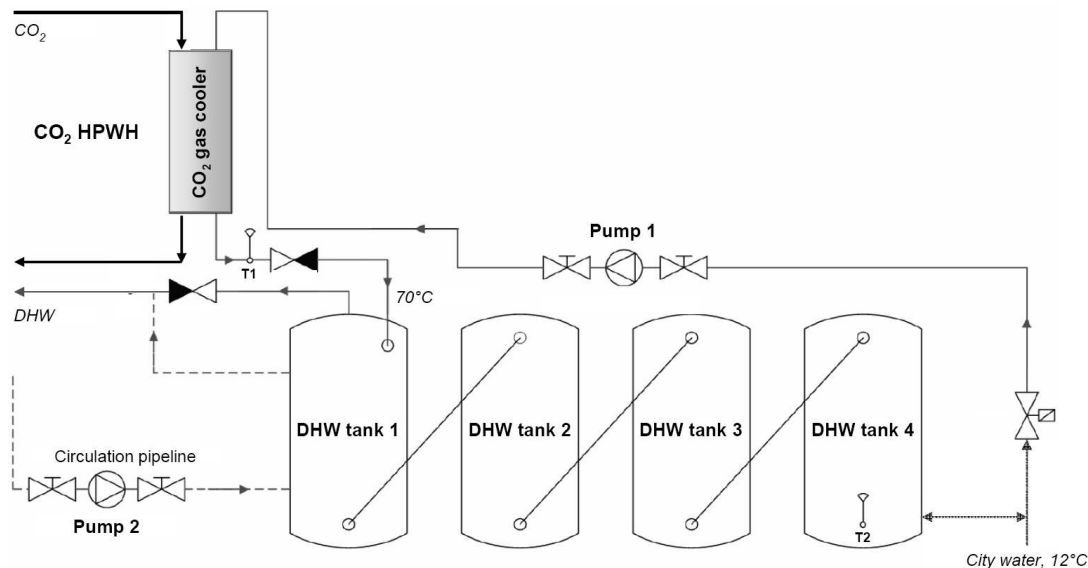 CO₂
CO₂ HPWH
CO₂ gas cooler
T1
Pump 1
70°C
DHW
DHW tank 1
DHW tank 2
DHW tank 3
DHW tank 4
Circulation pipeline
Pump 2
T2
City water, 12°C